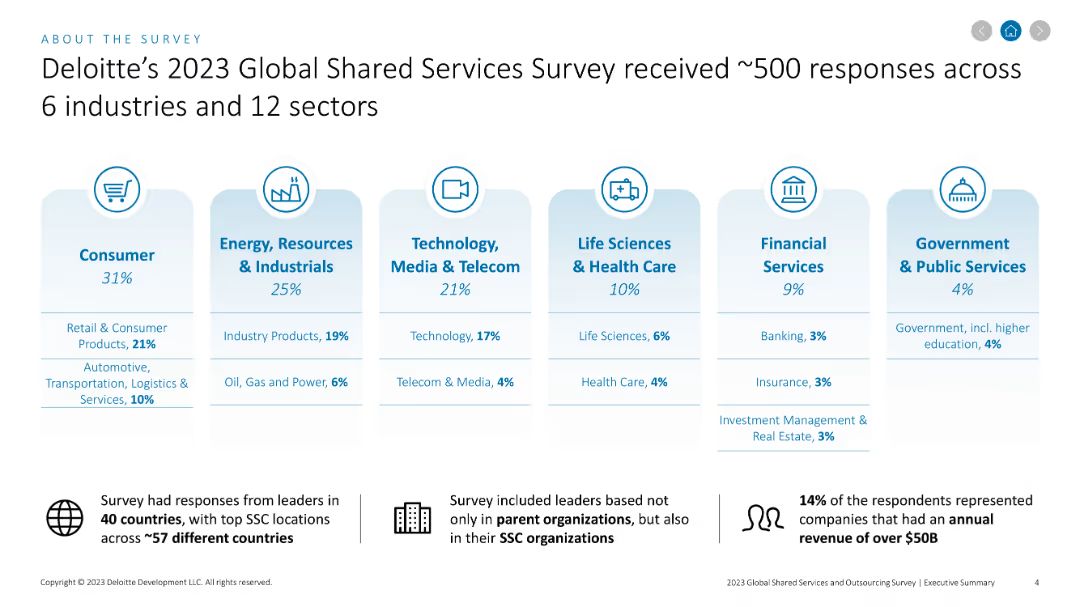 ABOUT THE SURVEY
Deloitte's 2023 Global Shared Services Survey received ~500 responses across
6 industries and 12 sectors
Consumer
31%
Retail & Consumer
Products, 21%
Automotive,
Transportation, Logistics &
Services, 10%
Energy, Resources
& Industrials
25%
Industry Products, 19%
Oil, Gas and Power, 6%
Technology,
Media & Telecom
21%
Technology, 17%
Telecom & Media, 4%
Life Sciences
& Health Care
10%
Life Sciences, 6%
Health Care, 4%
Financial
Services
9%
Banking, 3%
Insurance, 3%
Investment Management &
Real Estate, 3%
Government
& Public Services
4%
Government, incl. higher
education, 4%
Survey had responses from leaders in
40 countries, with top SSC locations
across ~57 different countries
Survey included leaders based not
only in parent organizations, but also
in their SSC organizations
14% of the respondents represented
companies that had an annual
revenue of over $50B
Copyright © 2023 Deloitte Development LLC. All rights reserved.
2023 Global Shared Services and Outsourcing Survey | Executive Summary
4